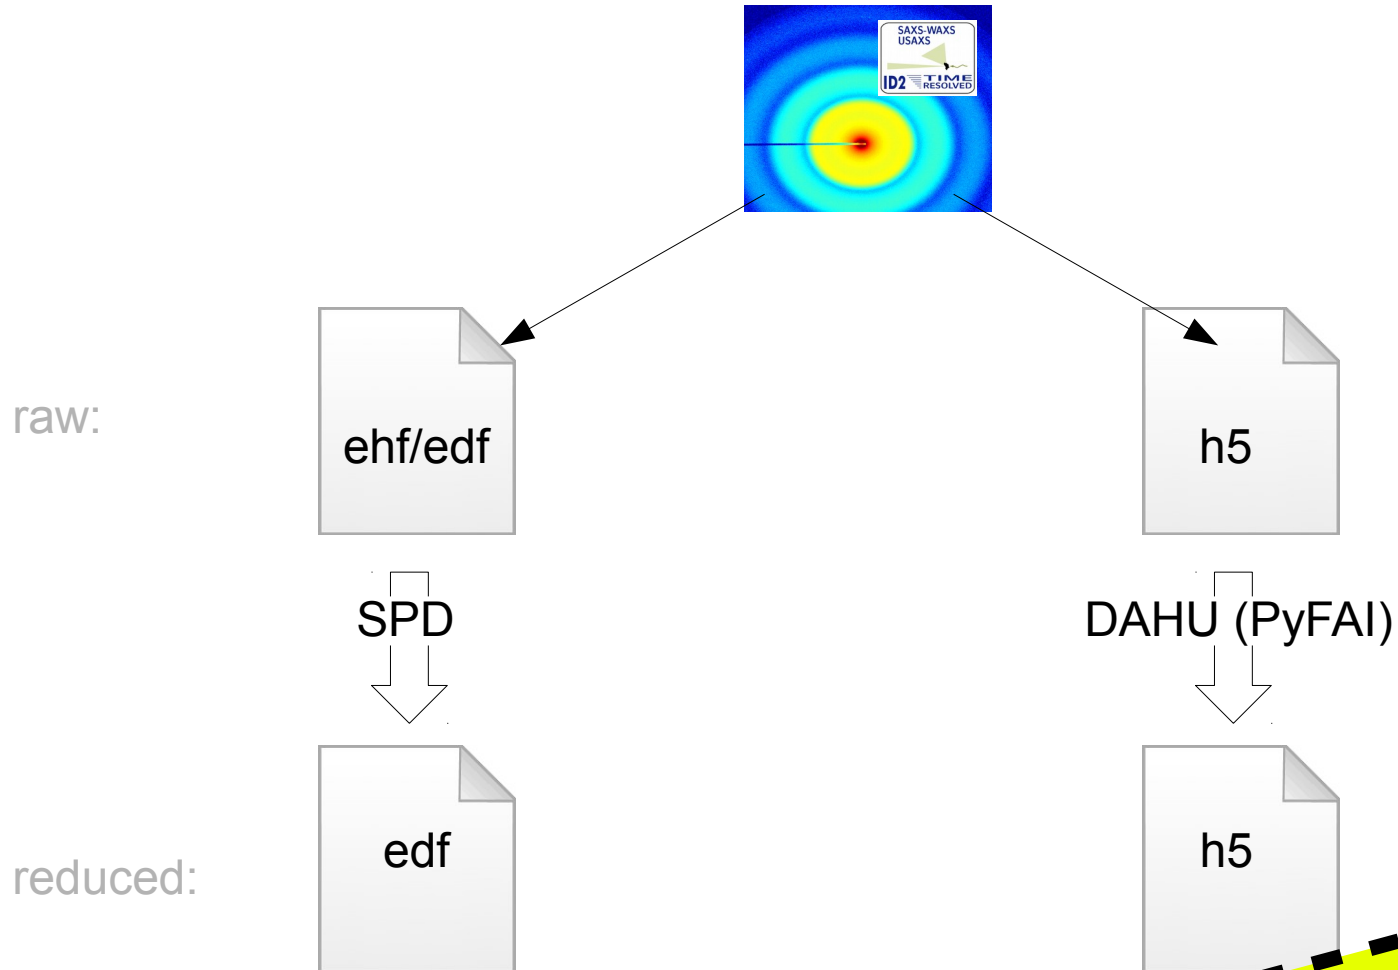 SAXS-WAXS
USAXS
ID2 TIME
RESOLVED
raw:
ehf/edf
h5
SPD
DAHU (PyFAI)
reduced:
edf
h5